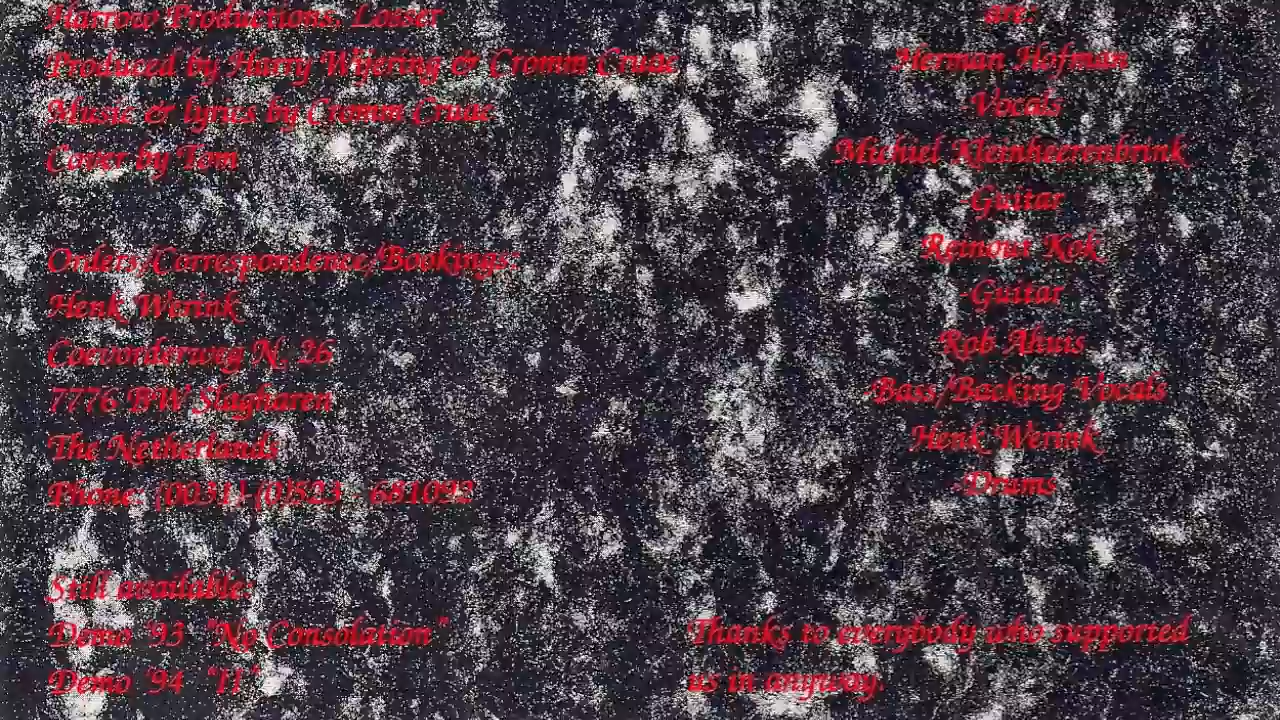 Harrow Productions, Losser
Produced by Harry Wijering & Cromm Cruac
Music & lyrics by Cromm Cruac
Cover by Tom
Orders/Correspondence/Bookings:
Henk Werink
Coevorderweg N. 26
7776 BW Slagharen
The Netherlands
Phone: (0031)-(0)523 - 681092
Still available:
Demo '93 "No Consolation"
Demo '94 "II"
are:
Herman Hofman
-Vocals
Michiel Kleinheerenbrink
-Guitar
Reinout Kok
-Guitar
Rob Ahuis
-Bass/Backing Vocals
Henk Werink
-Drums
Thanks to everybody who supported
us in anyway.